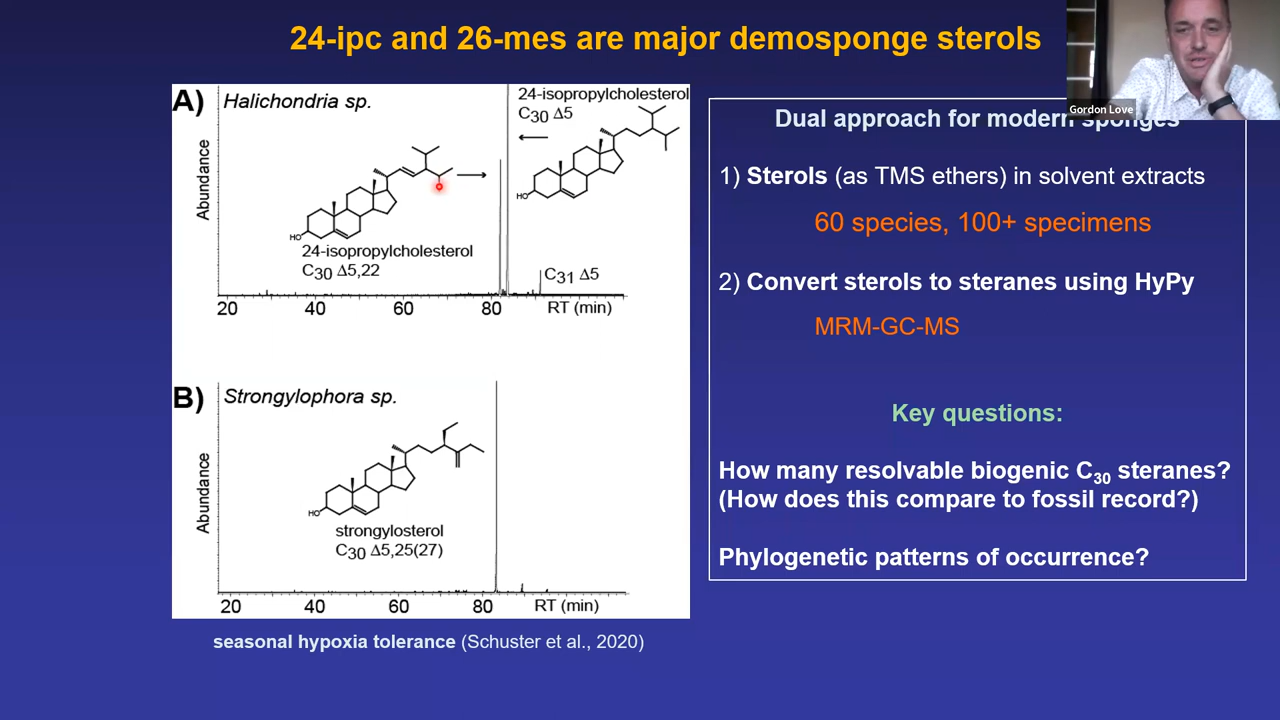 24-ipc and 26-mes are major demosponge sterols
A) Halichondria sp.
24-isopropylcholesterol
C30 Δ5
HO
Abundance
HO
24-isopropylcholesterol
C30 Δ5,22
C31 Δ5
20 40 60 80 RT (min)
B) Strongylophora sp.
Abundance
HO
strongylosterol
C30 Δ5,25(27)
20 40 60 80 RT (min)
seasonal hypoxia tolerance (Schuster et al., 2020)
Gordon Love
Dual approach for modern sponges
1) Sterols (as TMS ethers) in solvent extracts
60 species, 100+ specimens
2) Convert sterols to steranes using HyPy
MRM-GC-MS
Key questions:
How many resolvable biogenic C30 steranes?
(How does this compare to fossil record?)
Phylogenetic patterns of occurrence?